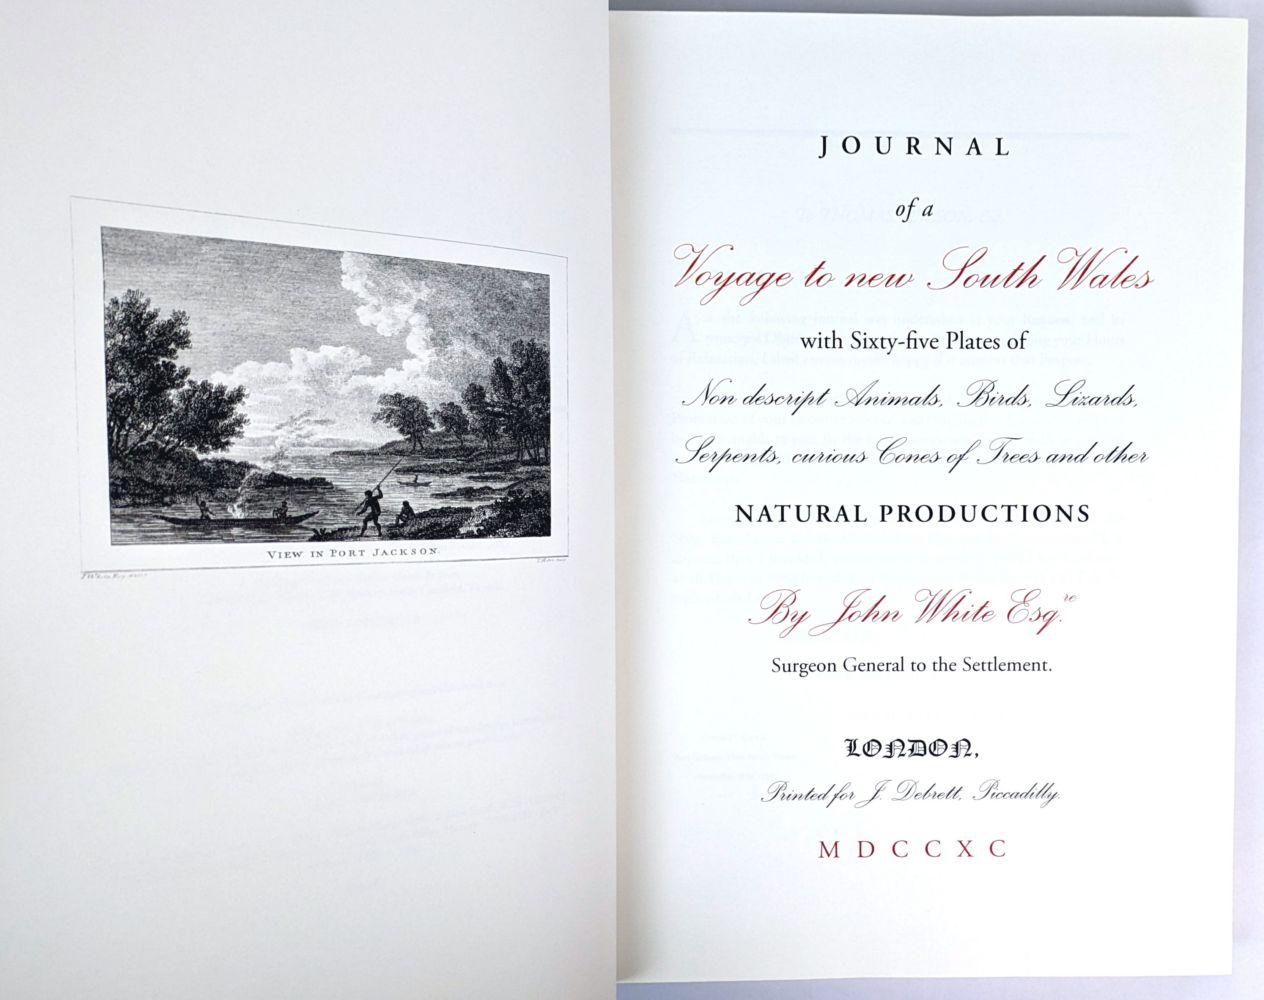 VIEW IN PORT JACKSON.
JOURNAL
of a
Voyage to new South Wales
with Sixty-five Plates of
Non descript Animals, Birds, Lizards,
Serpents, curious Cones of Trees and other
NATURAL PRODUCTIONS
By John White Esq.re
Surgeon General to the Settlement.
LONDON,
Printed for J. Debrett, Piccadilly.
MDCCXC